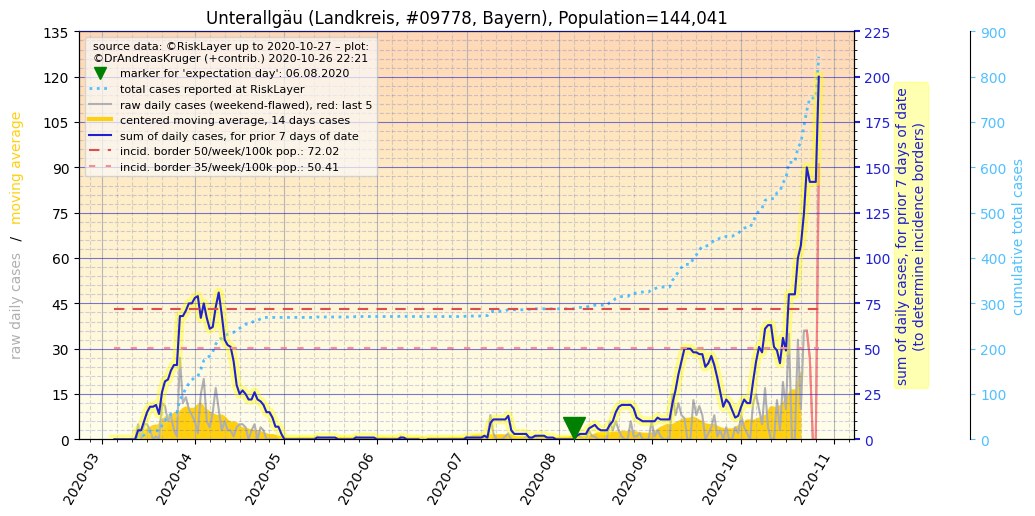 Unterallgäu (Landkreis, #09778, Bayern), Population=144,041
source data: ©RiskLayer up to 2020-10-27 – plot:
©DrAndreasKruger (+contrib.) 2020-10-26 22:21
marker for 'expectation day': 06.08.2020
total cases reported at RiskLayer
raw daily cases (weekend-flawed), red: last 5
centered moving average, 14 days cases
sum of daily cases, for prior 7 days of date
incid. border 50/week/100k pop.: 72.02
incid. border 35/week/100k pop.: 50.41
raw daily cases / moving average
135
120
105
90
75
60
45
30
15
0
225
200
175
150
125
100
75
50
25
0
sum of daily cases, for prior 7 days of date
(to determine incidence borders)
900
800
700
600
500
400
300
200
100
0
cumulative total cases
2020-03
2020-04
2020-05
2020-06
2020-07
2020-08
2020-09
2020-10
2020-11